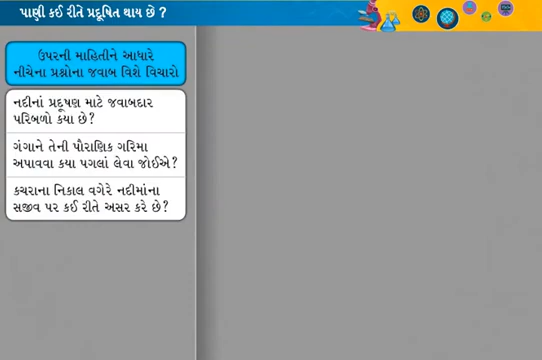 પાણી કઈ રીતે પ્રદૂષિત થાય છે ?
ઉપરની માહિતીને આધારે
નીચેના પ્રશ્નોના જવાબ વિશે વિચારો
નદીનાં પ્રદૂષણ માટે જવાબદાર
પરિબળો કયા છે?
ગંગાને તેની પૌરાણિક ગરિમા
અપાવવા કયા પગલાં લેવા જોઈએ?
કચરાના નિકાલ વગેરે નદીમાંના
સજીવ પર કઈ રીતે અસર કરે છે?